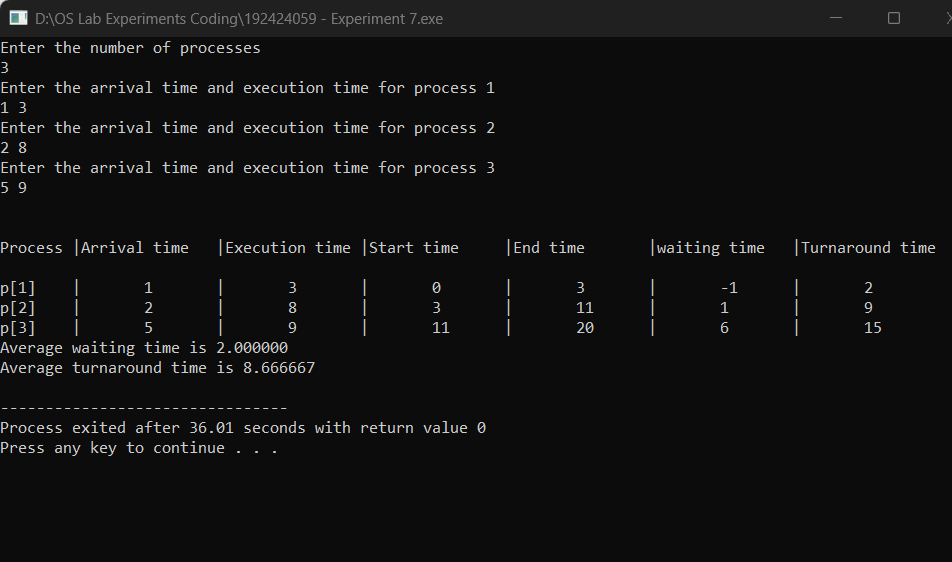 D:\OS Lab Experiments Coding\192424059 - Experiment 7.exe
Enter the number of processes
3
Enter the arrival time and execution time for process 1
1 3
Enter the arrival time and execution time for process 2
2 8
Enter the arrival time and execution time for process 3
5 9
Process |Arrival time |Execution time |Start time |End time |waiting time |Turnaround time
p[1] | 1 | 3 | 0 | 3 | -1 | 2
p[2] | 2 | 8 | 3 | 11 | 1 | 9
p[3] | 5 | 9 | 11 | 20 | 6 | 15
Average waiting time is 2.000000
Average turnaround time is 8.666667
--------------------------------
Process exited after 36.01 seconds with return value 0
Press any key to continue . . .